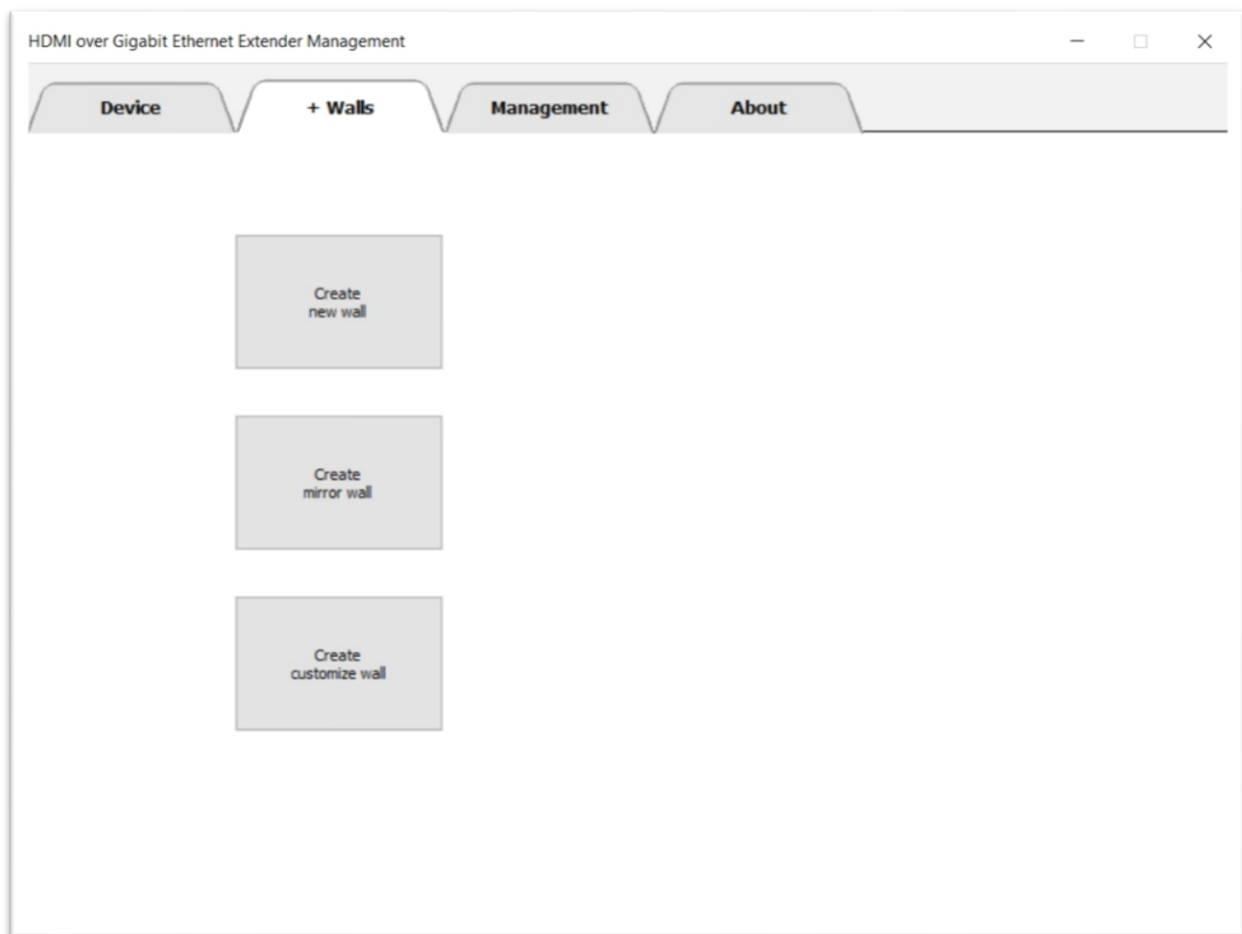 HDMI over Gigabit Ethernet Extender Management
Device
+ Walls
Management
About
Create
new wall
Create
mirror wall
Create
customize wall